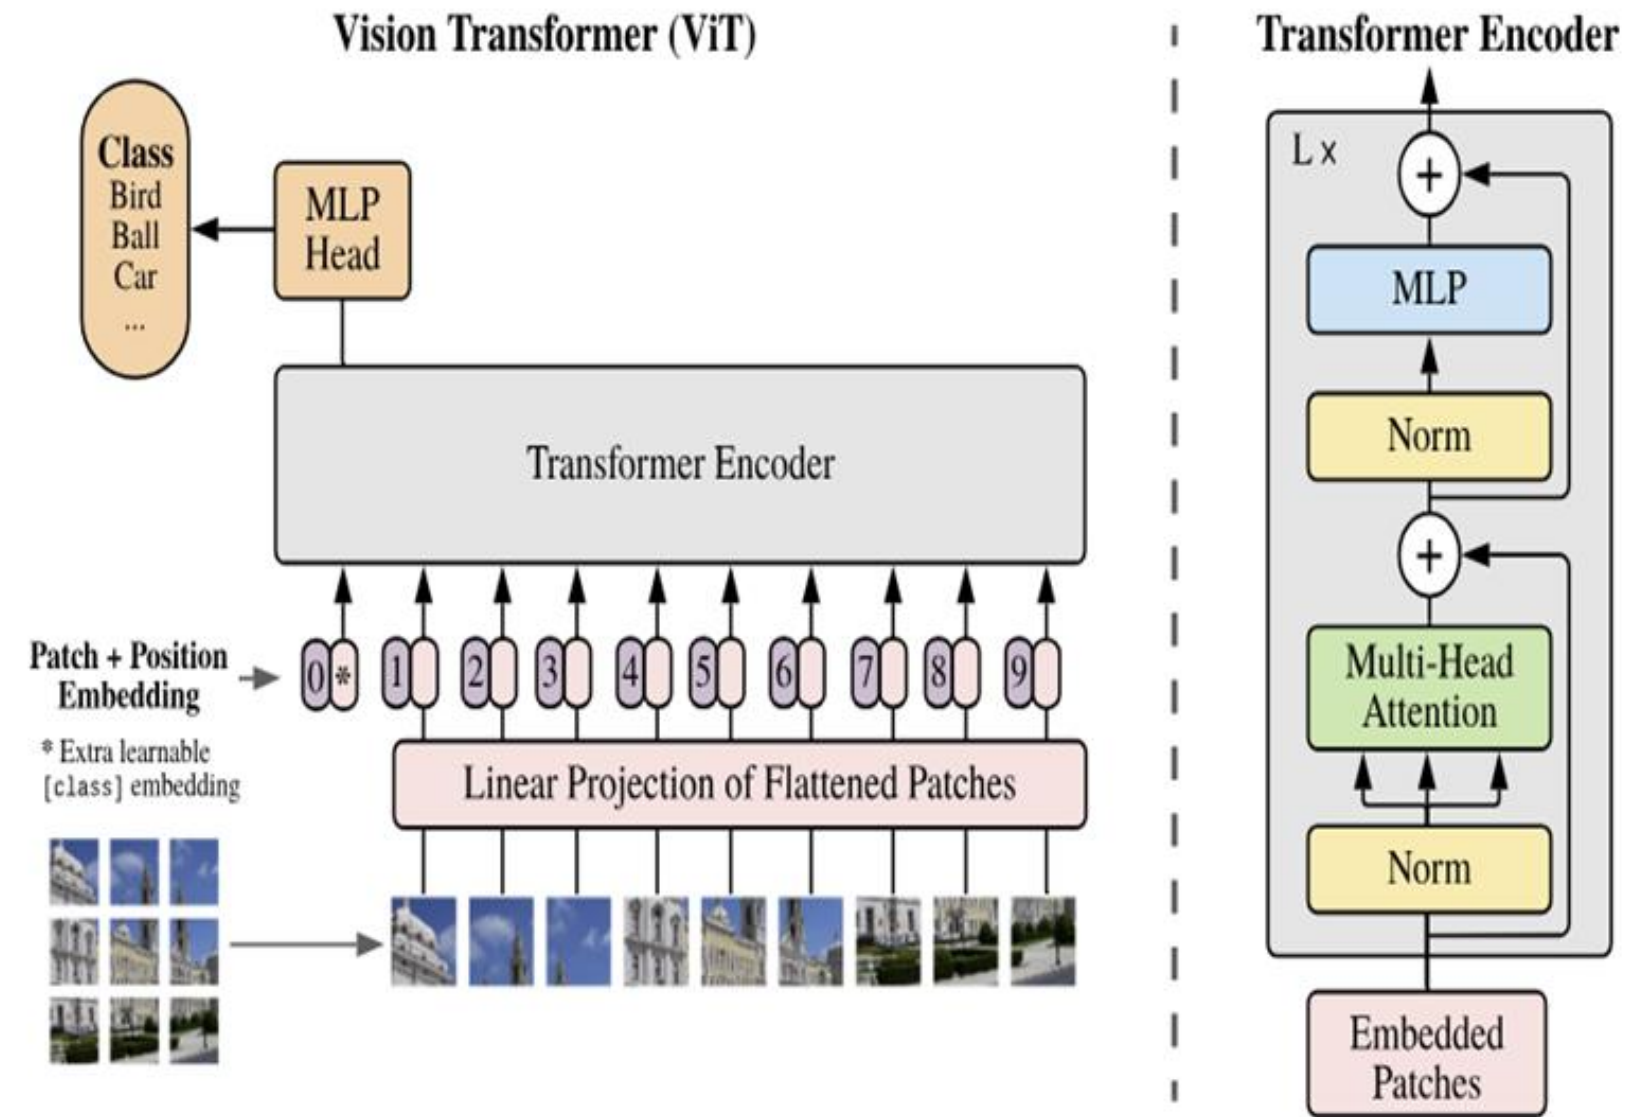 Vision Transformer (ViT)
Class
Bird
Ball
Car
...
MLP
Head
Transformer Encoder
Patch + Position
Embedding
0 * 1 2 3 4 5 6 7 8 9
* Extra learnable
[class] embedding
Linear Projection of Flattened Patches
Transformer Encoder
L x
+
MLP
Norm
+
Multi-Head
Attention
Norm
Embedded
Patches